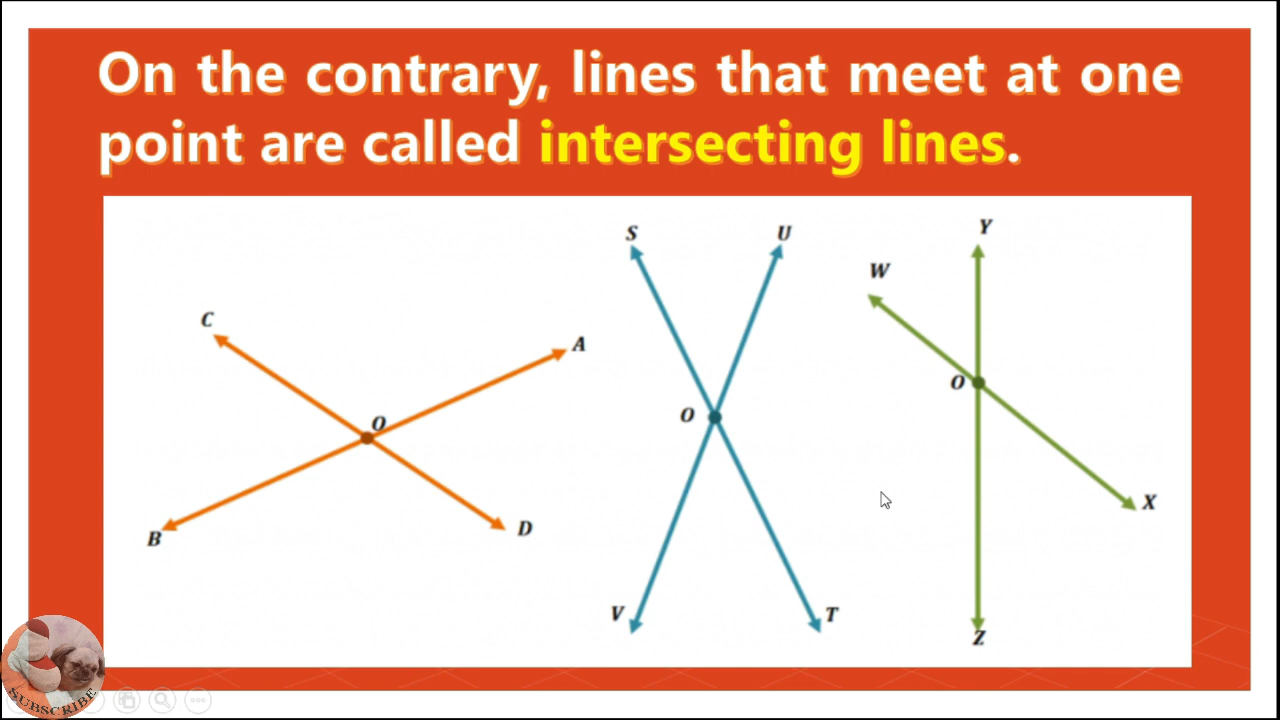 On the contrary, lines that meet at one
point are called intersecting lines.
C
A
O
B
D
S
U
O
V
T
Y
W
O
X
Z
SUBSCRIBE